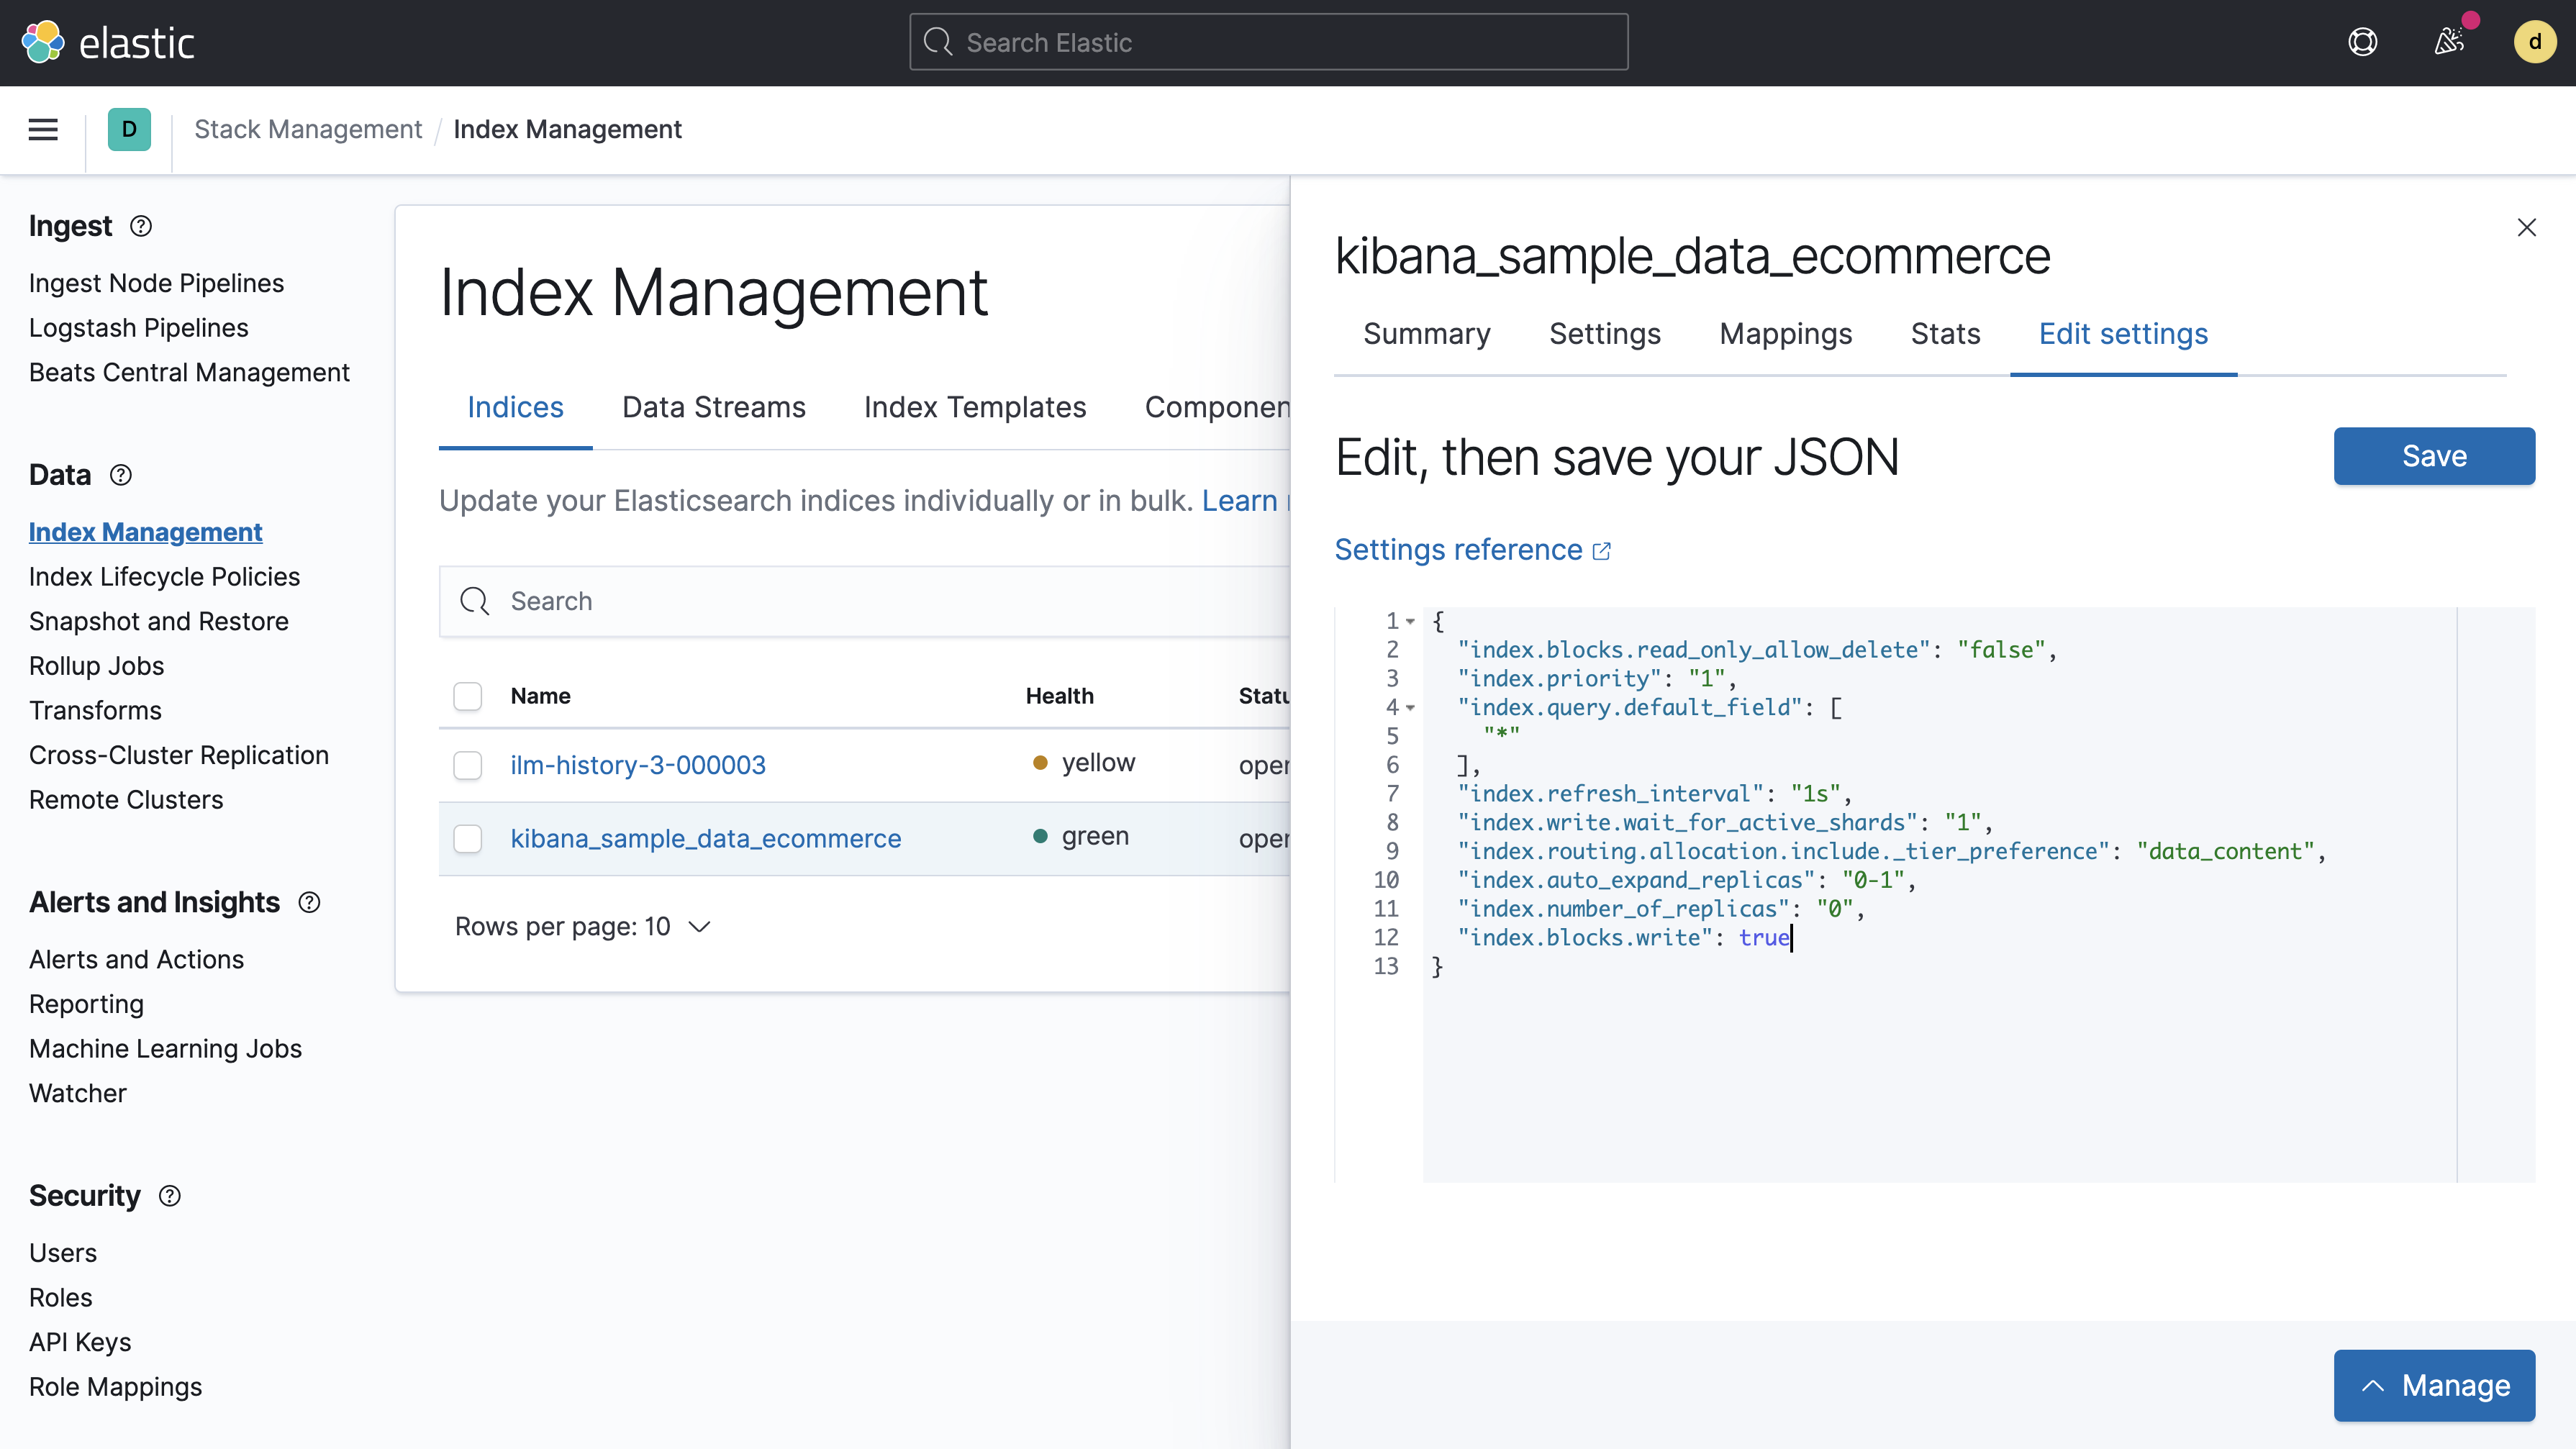 elastic
Search Elastic
d
D
Stack Management / Index Management
Ingest
Ingest Node Pipelines
Logstash Pipelines
Beats Central Management
Data
Index Management
Index Lifecycle Policies
Snapshot and Restore
Rollup Jobs
Transforms
Cross-Cluster Replication
Remote Clusters
Alerts and Insights
Alerts and Actions
Reporting
Machine Learning Jobs
Watcher
Security
Users
Roles
API Keys
Role Mappings
Index Management
Indices Data Streams Index Templates Componen
Update your Elasticsearch indices individually or in bulk. Learn
Search
Name Health Statu
ilm-history-3-000003 yellow open
kibana_sample_data_ecommerce green open
Rows per page: 10
kibana_sample_data_ecommerce
Summary Settings Mappings Stats Edit settings
Edit, then save your JSON
Save
Settings reference
1 {
2 "index.blocks.read_only_allow_delete": "false",
3 "index.priority": "1",
4 "index.query.default_field": [
5 "*"
6 ],
7 "index.refresh_interval": "1s",
8 "index.write.wait_for_active_shards": "1",
9 "index.routing.allocation.include._tier_preference": "data_content",
10 "index.auto_expand_replicas": "0-1",
11 "index.number_of_replicas": "0",
12 "index.blocks.write": true
13 }
Manage